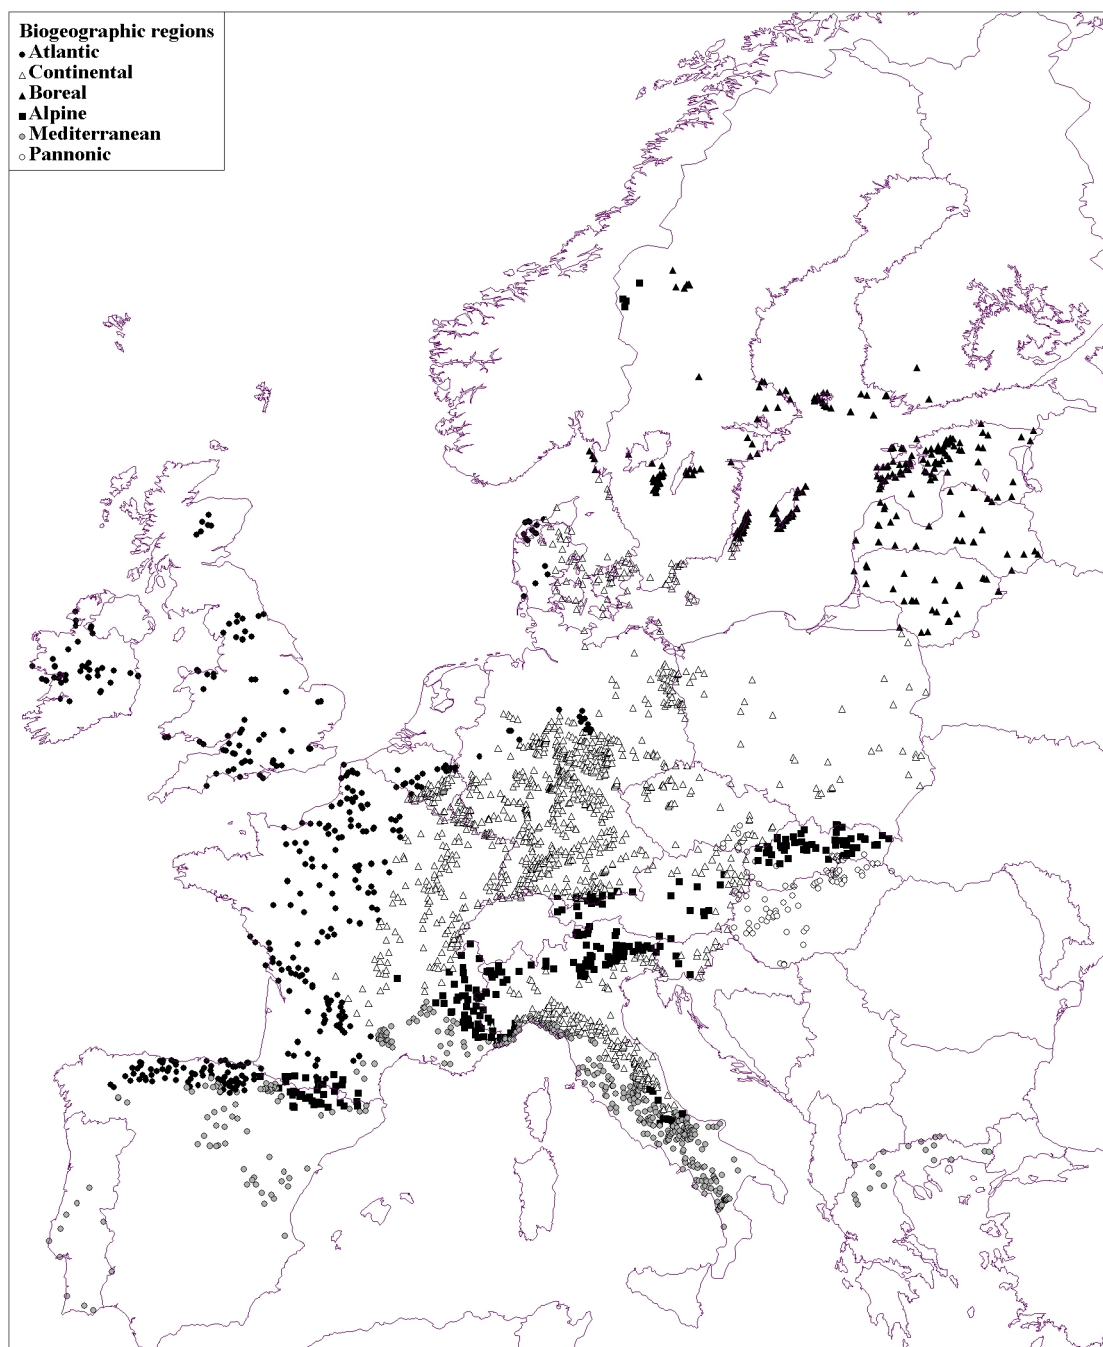 Biogeographic regions
Atlantic
Continental
Boreal
Alpine
Mediterranean
Pannonic